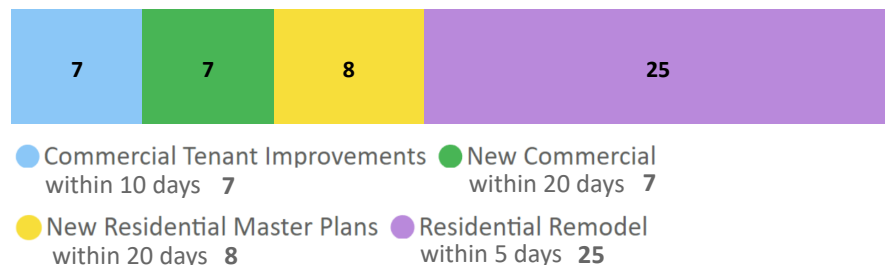 7 7 8 25
Commercial Tenant Improvements New Commercial
within 10 days 7 within 20 days 7
New Residential Master Plans Residential Remodel
within 20 days 8 within 5 days 25